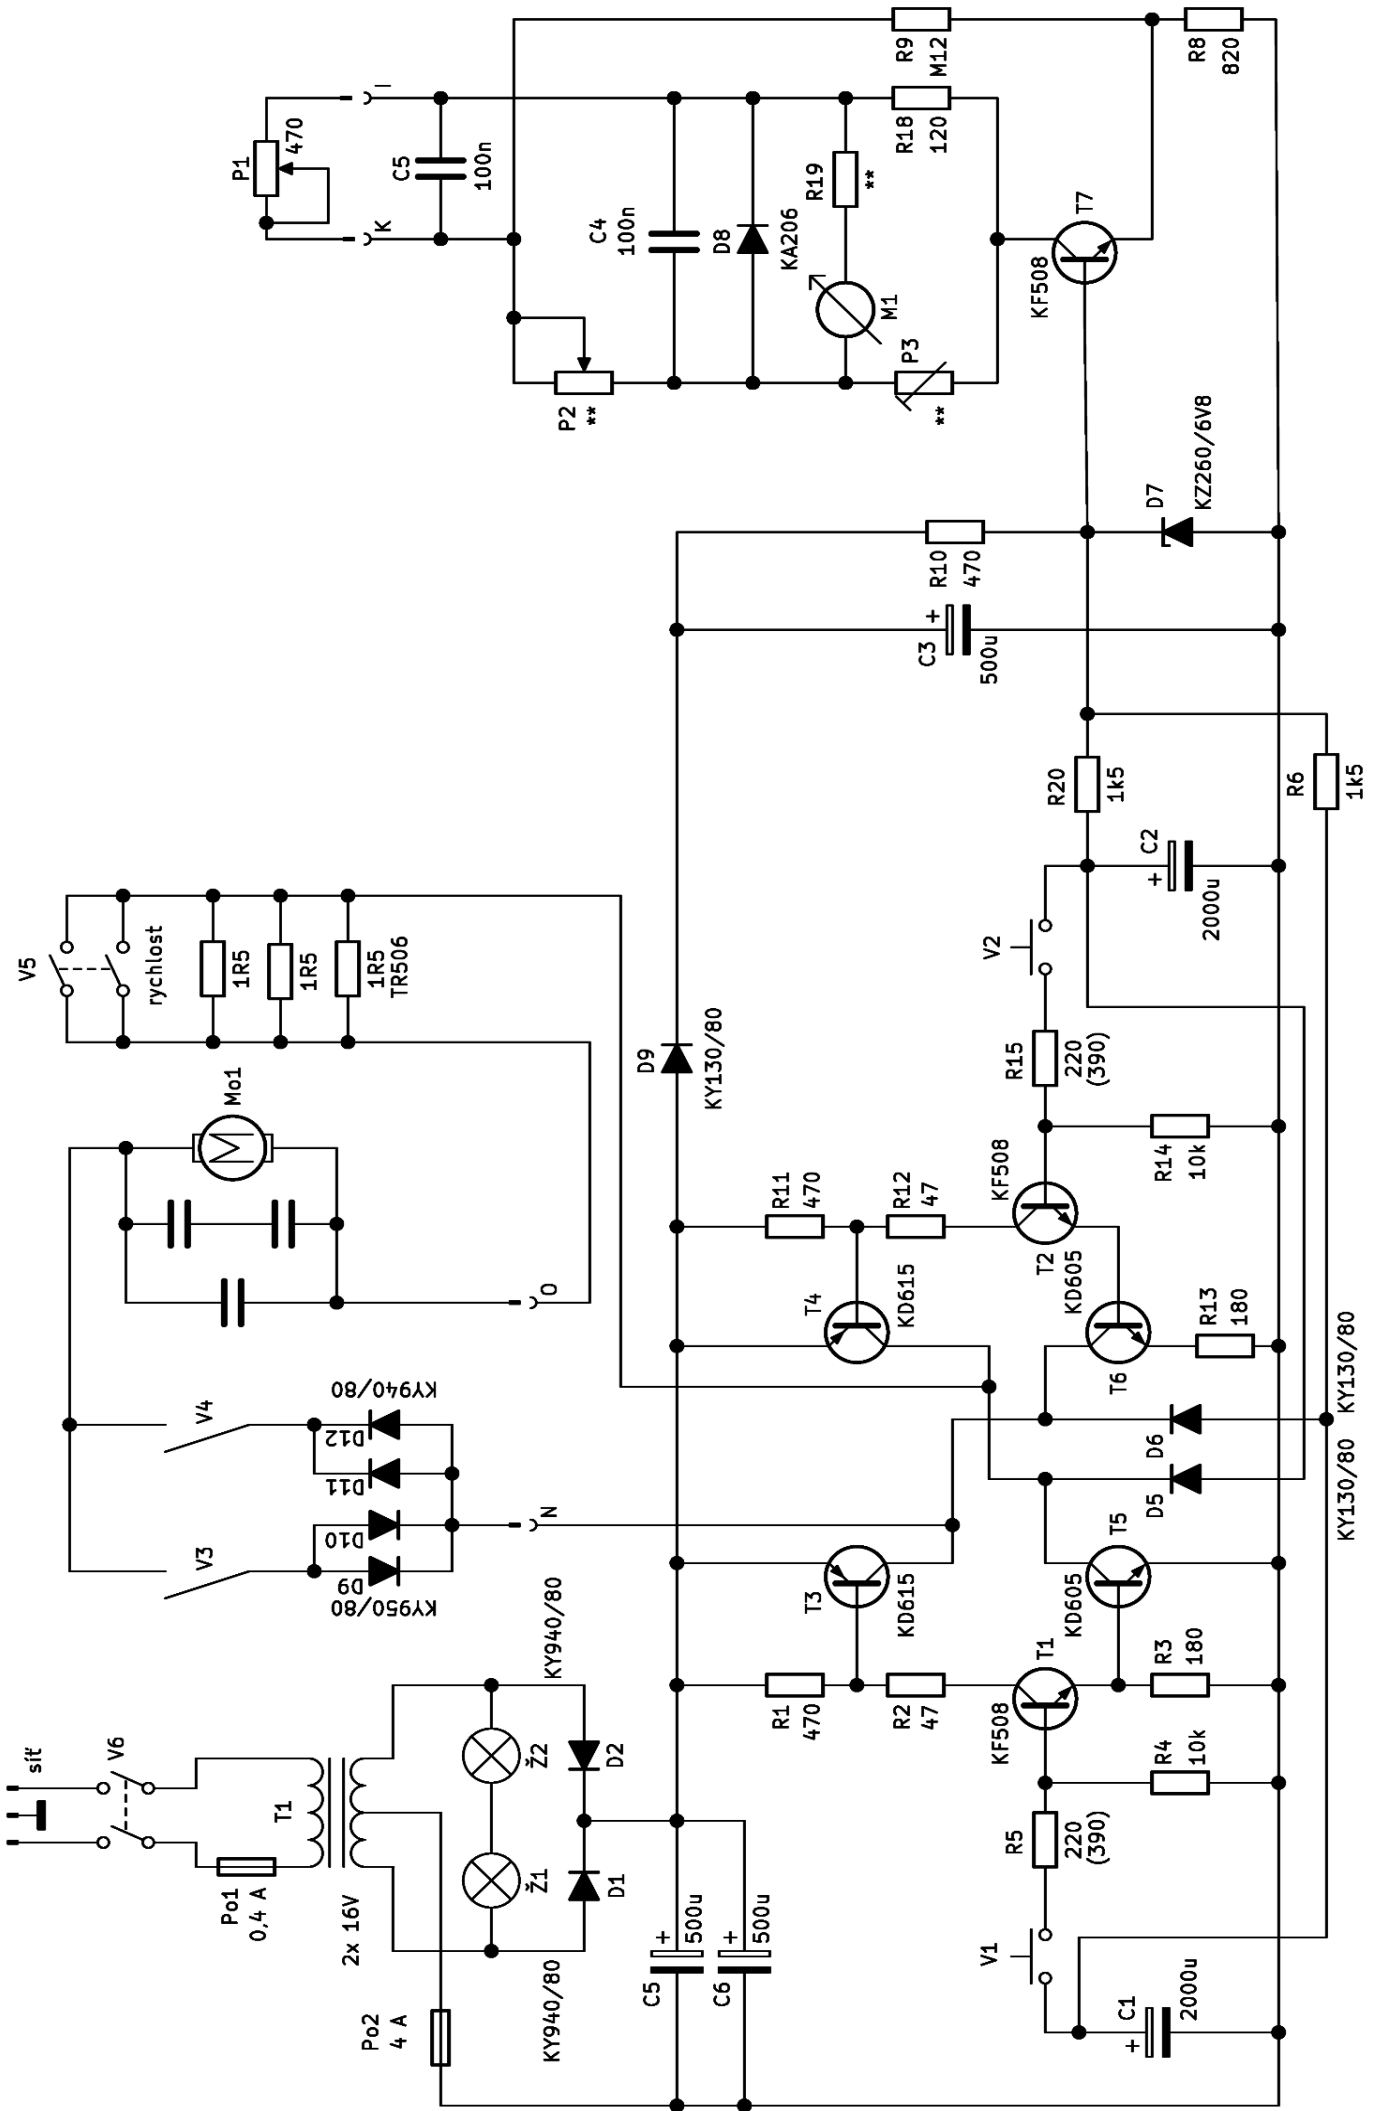 síť
V6
Po1
0,4 A
T1
2x 16V
Po2
4 A
Ž1
Ž2
D1
D2
KY940/80
KY940/80
C5
500u
+
C6
500u
+
V3
V4
D9
D10
D11
D12
KY950/80
KY940/80
N
O
Mo1
M
V5
rychlost
1R5
1R5
1R5
TR506
D9
KY130/80
R1
470
R2
47
T3
KD615
T1
KF508
R5
220
(390)
R4
10k
R3
180
V1
C1
2000u
+
T5
KD605
D5
KY130/80
D6
KY130/80
T4
KD615
R11
470
R12
47
T2
KF508
T6
KD605
R13
180
R14
10k
R15
220
(390)
V2
C2
2000u
+
R20
1k5
R6
1k5
C3
500u
+
R10
470
D7
KZ260/6V8
T7
KF508
P1
470
K
I
C5
100n
P2
**
C4
100n
D8
KA206
M1
R19
**
P3
**
R18
120
R9
M12
R8
820